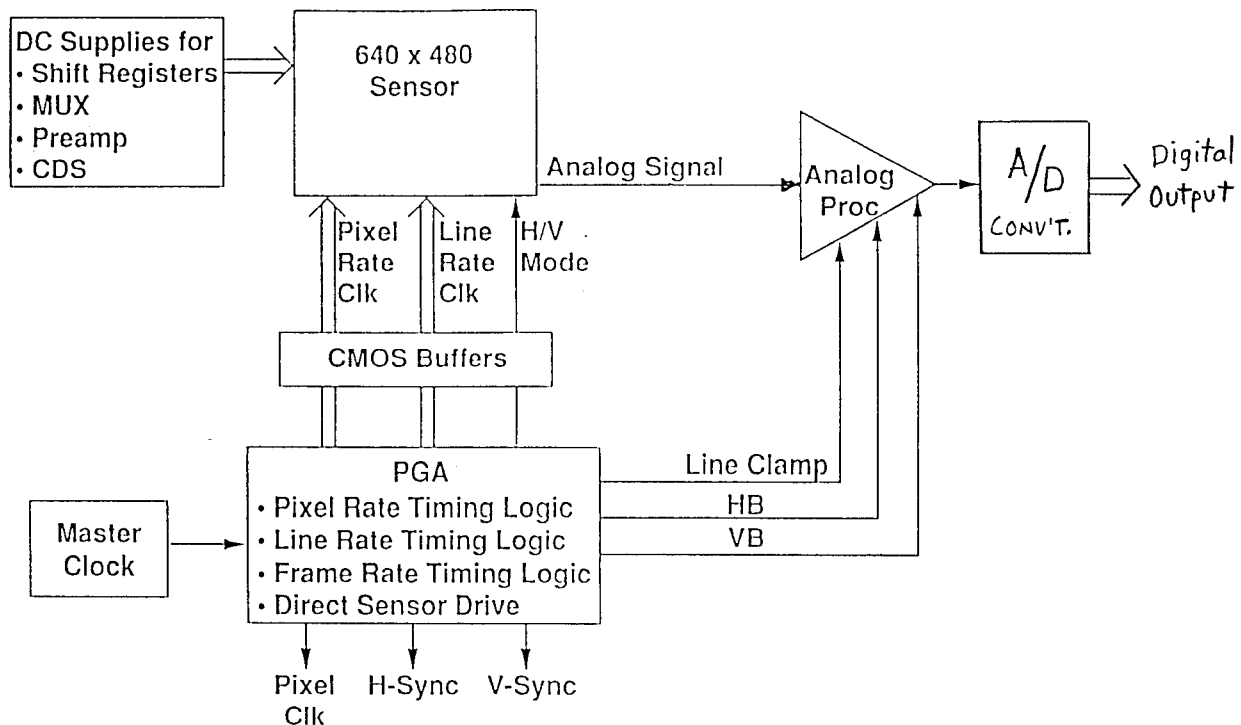 DC Supplies for
• Shift Registers
• MUX
• Preamp
• CDS
640 x 480
Sensor
Analog Signal
Analog
Proc
A/D
CONV'T.
Digital
Output
Pixel
Rate
Clk
Line
Rate
Clk
H/V
Mode
CMOS Buffers
PGA
• Pixel Rate Timing Logic
• Line Rate Timing Logic
• Frame Rate Timing Logic
• Direct Sensor Drive
Line Clamp
HB
VB
Master
Clock
Pixel
Clk
H-Sync
V-Sync